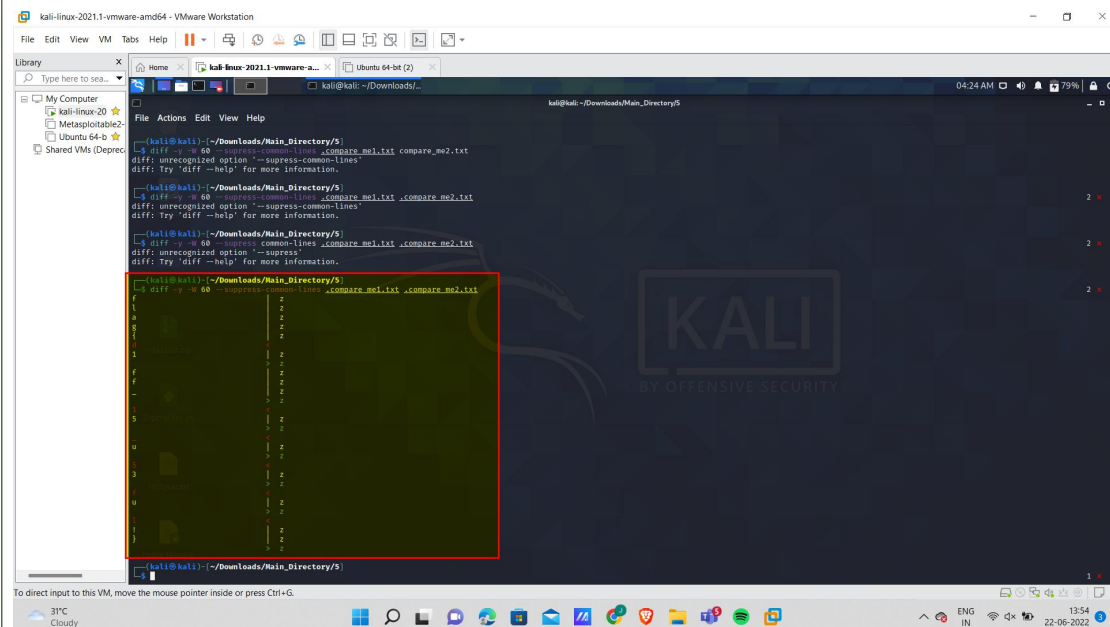 kali-linux-2021.1-vmware-amd64 - VMware Workstation
File Edit View VM Tabs Help
Library X
Type here to sea...
Home
kali-linux-2021.1-vmware-a...
Ubuntu 64-bit (2)
My Computer
kali-linux-20
Metasploitable2-
Ubuntu 64-b
Shared VMs (Deprec
kali@kali: ~/Downloads/...
04:24 AM
79%
kali@kali: ~/Downloads/Main_Directory/5
File Actions Edit View Help
(kali㉿kali)-[~/Downloads/Main_Directory/5]
$ diff -y -W 60 --supress-common-lines .compare_me1.txt compare_me2.txt
diff: unrecognized option '--supress-common-lines'
diff: Try 'diff --help' for more information.
(kali㉿kali)-[~/Downloads/Main_Directory/5]
$ diff -y -W 60 --supress-common-lines .compare_me1.txt .compare_me2.txt
2 ×
diff: unrecognized option '--supress-common-lines'
diff: Try 'diff --help' for more information.
(kali㉿kali)-[~/Downloads/Main_Directory/5]
$ diff -y -W 60 --supress common-lines .compare_me1.txt .compare_me2.txt
2 ×
diff: unrecognized option '--supress'
diff: Try 'diff --help' for more information.
(kali㉿kali)-[~/Downloads/Main_Directory/5]
$ diff -y -W 60 --suppress-common-lines .compare_me1.txt .compare_me2.txt
2 ×
f | z
l | z
a | z
g | z
i | z
d <
1 | z
> z
f | z
f | z
_ | z
> z
1 <
5 | z
> z
_ <
u | z
> z
5 <
3 | z
> z
f <
u | z
> z
l <
! | z
} | z
> z
KALI
BY OFFENSIVE SECURITY
(kali㉿kali)-[~/Downloads/Main_Directory/5]
$
1 ×
To direct input to this VM, move the mouse pointer inside or press Ctrl+G.
31°C
Cloudy
ENG
IN
13:54
22-06-2022
3